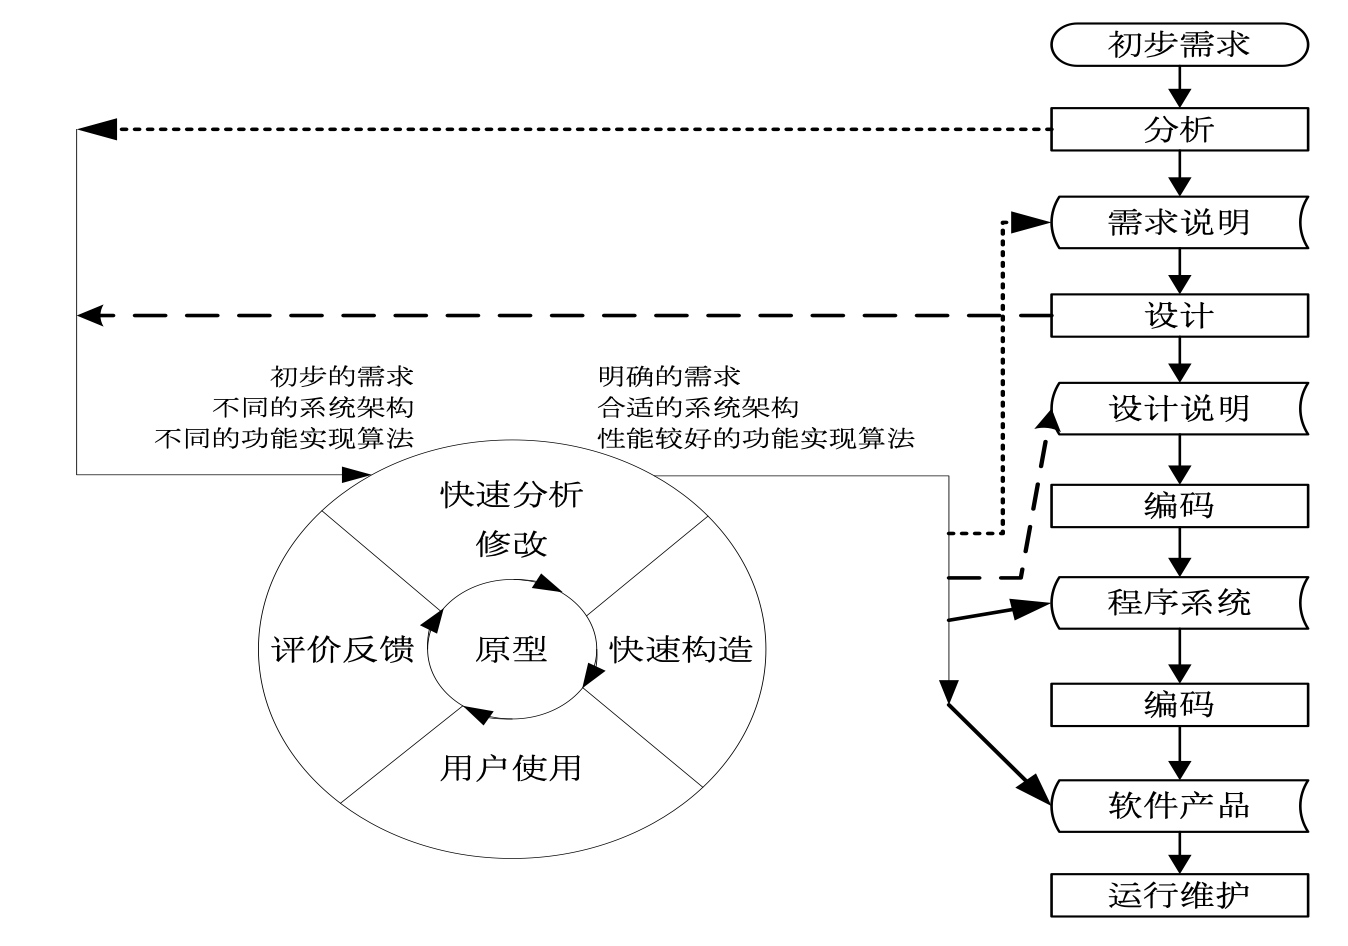 初步需求
分析
需求说明
设计
初步的需求
不同的系统架构
不同的功能实现算法
明确的需求
合适的系统架构
性能较好的功能实现算法
设计说明
快速分析
修改
编码
评价反馈
原型
快速构造
程序系统
编码
用户使用
软件产品
运行维护